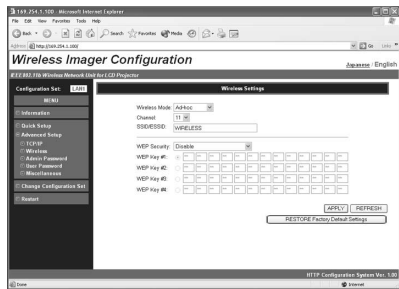 169.254.1.100 - Microsoft Internet Explorer
File Edit View Favorites Tools Help
Back Search Favorites Media
Address http://169.254.1.100/ Go Links
Wireless Imager Configuration
Japanese / English
IEEE802.11b Wireless Network Unit for LCD Projector
Configuration Set: LAN1
MENU
Information
Quick Setup
Advanced Setup
TCP/IP
Wireless
Admin Password
User Password
Miscellaneous
Change Configuration Set
Restart
Wireless Settings
Wireless Mode: Ad-hoc
Channel: 11
SSID/ESSID: WIRELESS
WEP Security: Disable
WEP Key #1:
WEP Key #2:
WEP Key #3:
WEP Key #4:
APPLY REFRESH
RESTORE Factory Default Settings
HTTP Configuration System Ver. 1.00
Done Internet